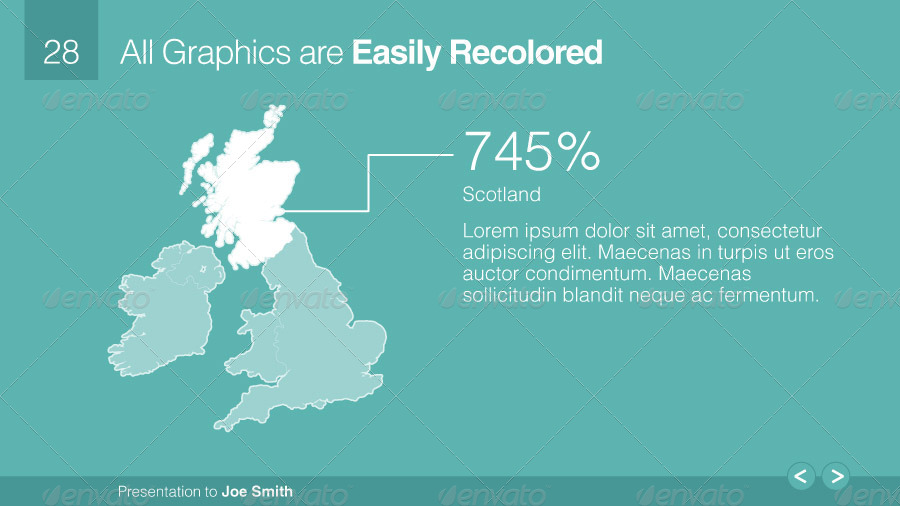 28
All Graphics are Easily Recolored
745%
Scotland
Lorem ipsum dolor sit amet, consectetur
adipiscing elit. Maecenas in turpis ut eros
auctor condimentum. Maecenas
sollicitudin blandit neque ac fermentum.
< >
Presentation to Joe Smith
envato